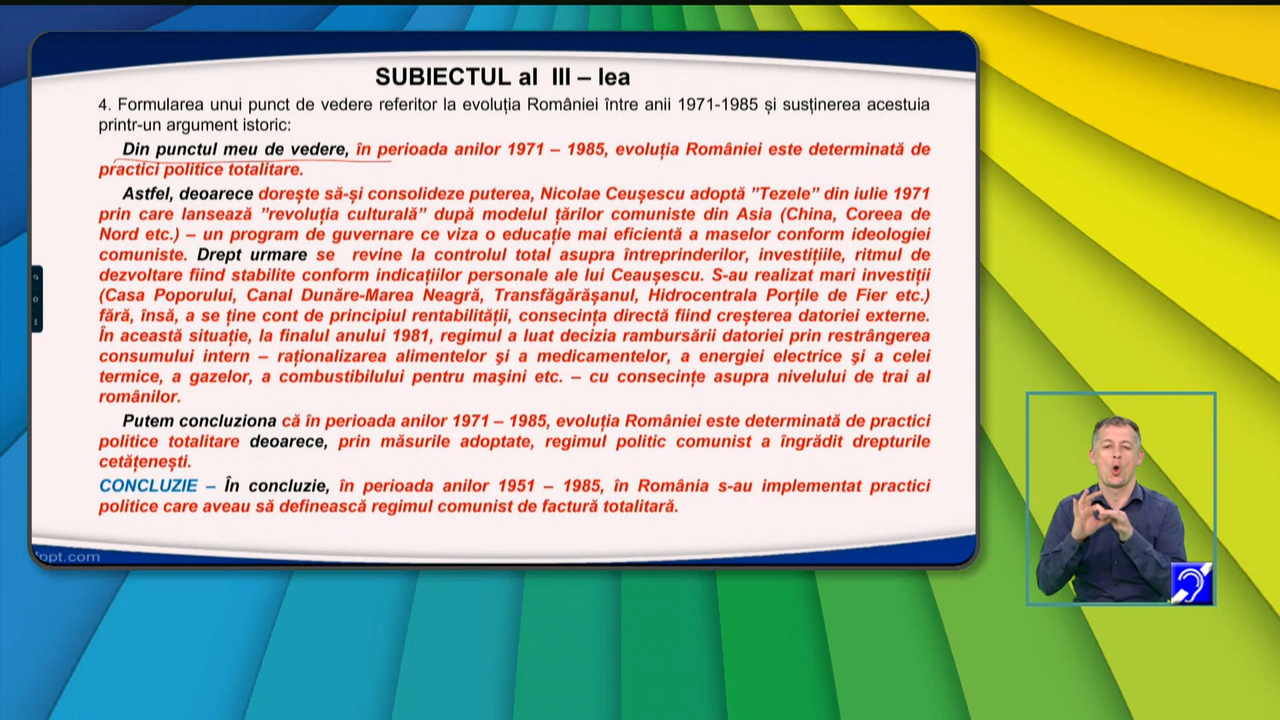 SUBIECTUL al III – lea
4. Formularea unui punct de vedere referitor la evoluția României între anii 1971-1985 și susținerea acestuia
printr-un argument istoric:
Din punctul meu de vedere, în perioada anilor 1971 – 1985, evoluția României este determinată de
practici politice totalitare.
Astfel, deoarece dorește să-și consolideze puterea, Nicolae Ceușescu adoptă ”Tezele” din iulie 1971
prin care lansează ”revoluția culturală” după modelul țărilor comuniste din Asia (China, Coreea de
Nord etc.) – un program de guvernare ce viza o educație mai eficientă a maselor conform ideologiei
comuniste. Drept urmare se revine la controlul total asupra întreprinderilor, investițiile, ritmul de
dezvoltare fiind stabilite conform indicațiilor personale ale lui Ceaușescu. S-au realizat mari investiții
(Casa Poporului, Canal Dunăre-Marea Neagră, Transfăgărășanul, Hidrocentrala Porțile de Fier etc.)
fără, însă, a se ține cont de principiul rentabilității, consecința directă fiind creșterea datoriei externe.
În această situație, la finalul anului 1981, regimul a luat decizia rambursării datoriei prin restrângerea
consumului intern – raționalizarea alimentelor şi a medicamentelor, a energiei electrice şi a celei
termice, a gazelor, a combustibilului pentru maşini etc. – cu consecințe asupra nivelului de trai al
românilor.
Putem concluziona că în perioada anilor 1971 – 1985, evoluția României este determinată de practici
politice totalitare deoarece, prin măsurile adoptate, regimul politic comunist a îngrădit drepturile
cetățenești.
CONCLUZIE – În concluzie, în perioada anilor 1951 – 1985, în România s-au implementat practici
politice care aveau să definească regimul comunist de factură totalitară.
fppt.com